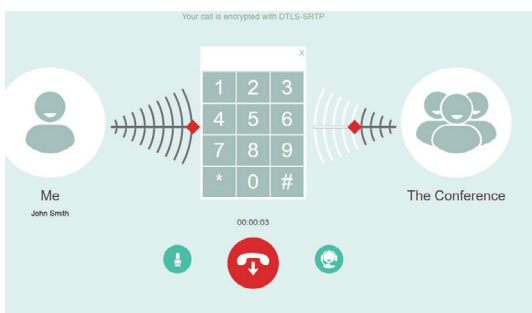 Your call is encrypted with DTLS-SRTP
X
1 2 3
4 5 6
7 8 9
* 0 #
Me
John Smith
The Conference
00:00:03